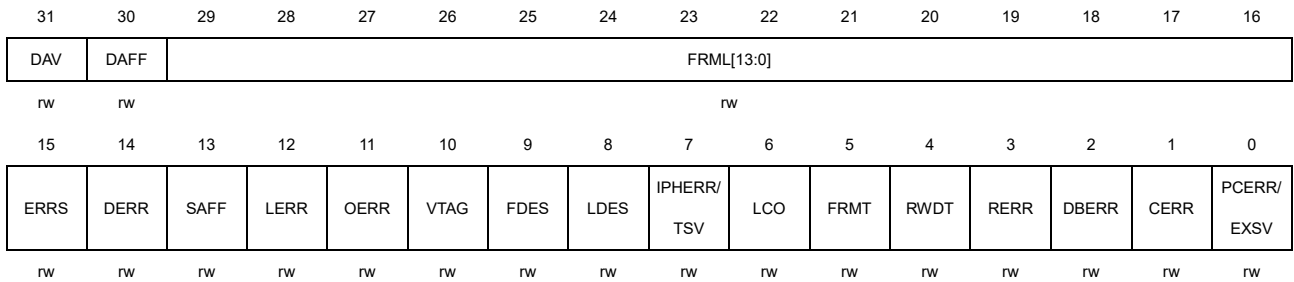 31 30 29 28 27 26 25 24 23 22 21 20 19 18 17 16
DAV DAFF FRML[13:0]
rw rw rw
15 14 13 12 11 10 9 8 7 6 5 4 3 2 1 0
ERRS DERR SAFF LERR OERR VTAG FDES LDES IPHERR/ TSV LCO FRMT RWDT RERR DBERR CERR PCERR/ EXSV
rw rw rw rw rw rw rw rw rw rw rw rw rw rw rw rw